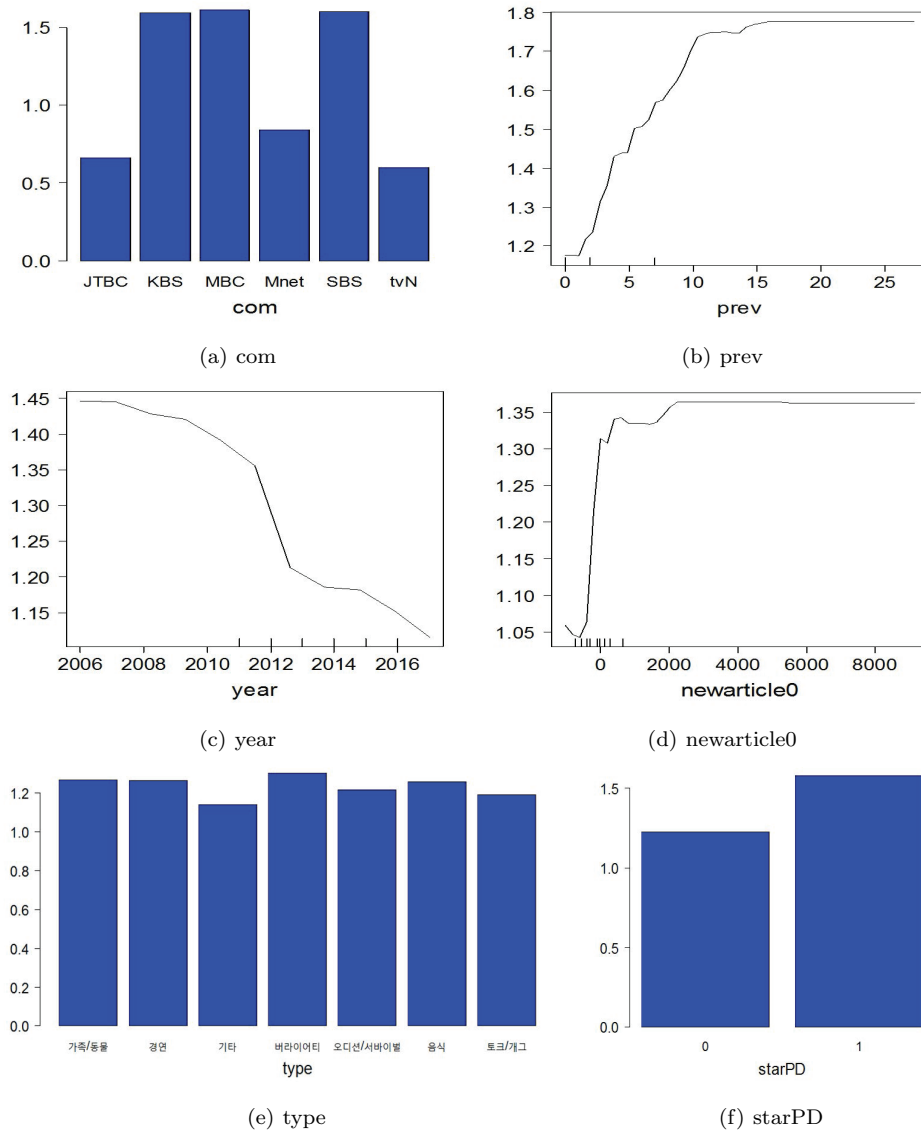 1.5
1.0
0.5
0.0
JTBC KBS MBC Mnet SBS tvN
com
(a) com
1.8
1.7
1.6
1.5
1.4
1.3
1.2
0 5 10 15 20 25
prev
(b) prev
1.45
1.40
1.35
1.30
1.25
1.20
1.15
2006 2008 2010 2012 2014 2016
year
(c) year
1.35
1.30
1.25
1.20
1.15
1.10
1.05
0 2000 4000 6000 8000
newarticle0
(d) newarticle0
1.2
1.0
0.8
0.6
0.4
0.2
0.0
가족/동물 경연 기타 버라이어티 오디션/서바이벌 음식 토크/개그
type
(e) type
1.5
1.0
0.5
0.0
0 1
starPD
(f) starPD